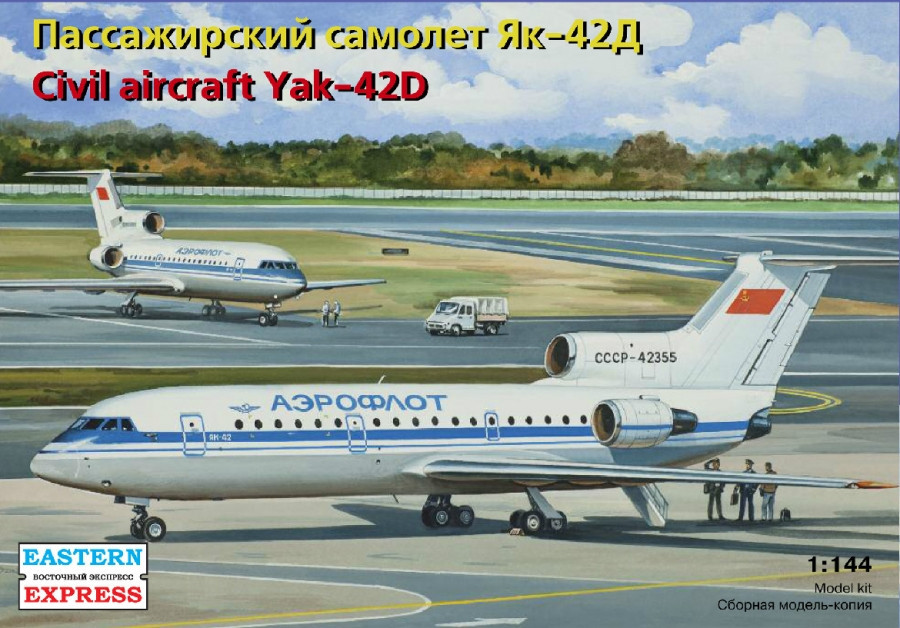 Пассажирский самолет Як-42Д
Civil aircraft Yak-42D
АЭРОФЛОТ
СССР-42355
АЭРОФЛОТ
ЯК-42
EASTERN
ВОСТОЧНЫЙ ЭКСПРЕСС
EXPRESS
1:144
Model kit
Сборная модель-копия